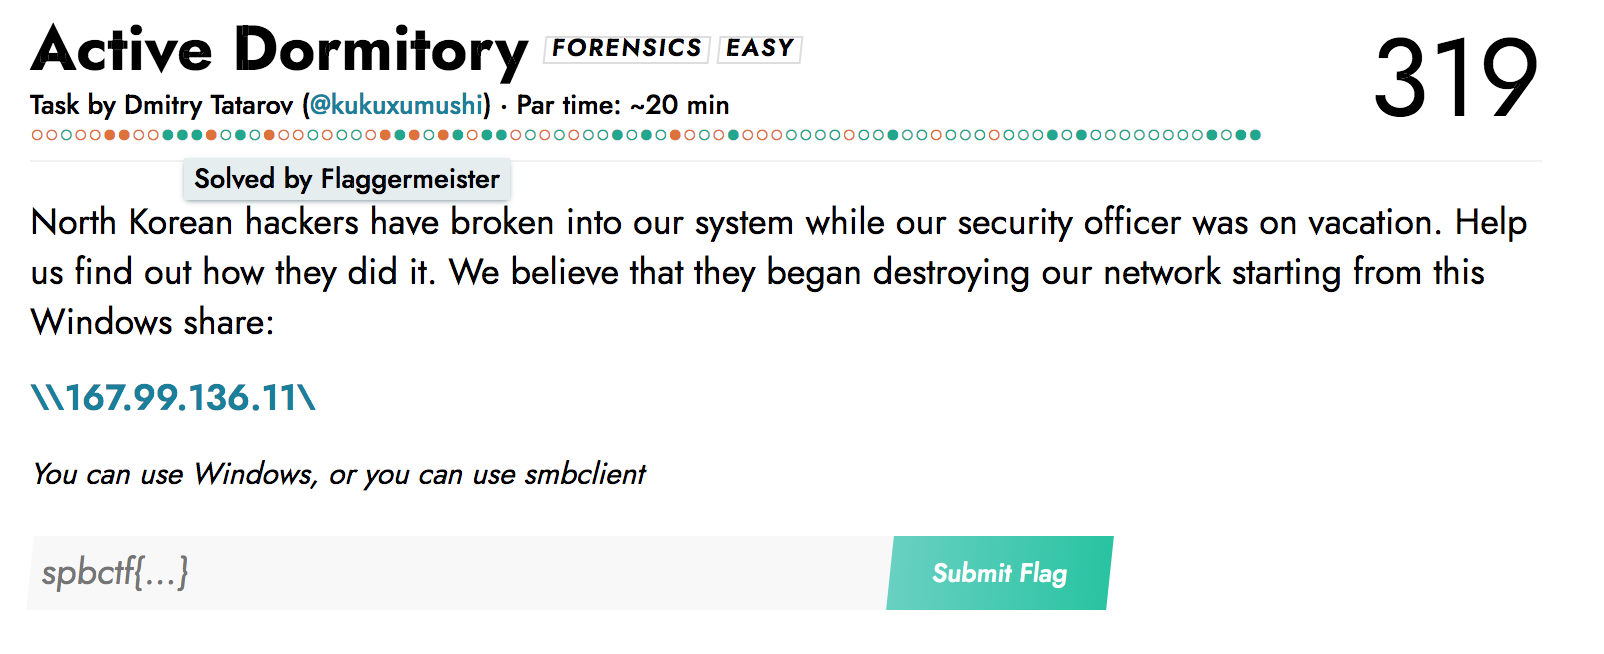 Active Dormitory FORENSICS EASY 319
Task by Dmitry Tatarov (@kukuxumushi) · Par time: ~20 min
Solved by Flaggermeister
North Korean hackers have broken into our system while our security officer was on vacation. Help
us find out how they did it. We believe that they began destroying our network starting from this
Windows share:
\\167.99.136.11\
You can use Windows, or you can use smbclient
spbctf{...}
Submit Flag